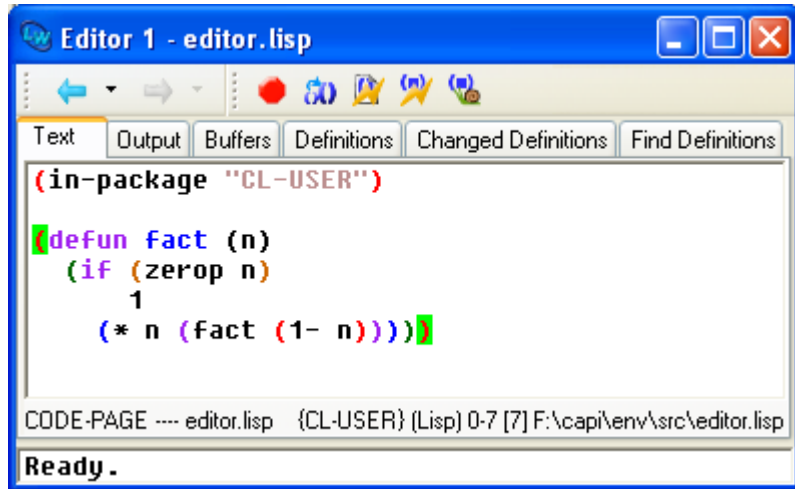 LW Editor 1 - editor.lisp
Text Output Buffers Definitions Changed Definitions Find Definitions
(in-package "CL-USER")
(defun fact (n)
  (if (zerop n)
      1
    (* n (fact (1- n)))))
CODE-PAGE ---- editor.lisp {CL-USER} (Lisp) 0-7 [7] F:\capi\env\src\editor.lisp
Ready.